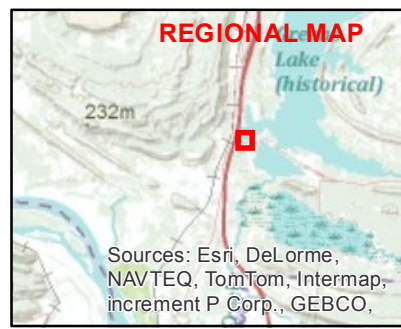 REGIONAL MAP
Lake
(historical)
232m
Sources: Esri, DeLorme,
NAVTEQ, TomTom, Intermap,
increment P Corp., GEBCO,